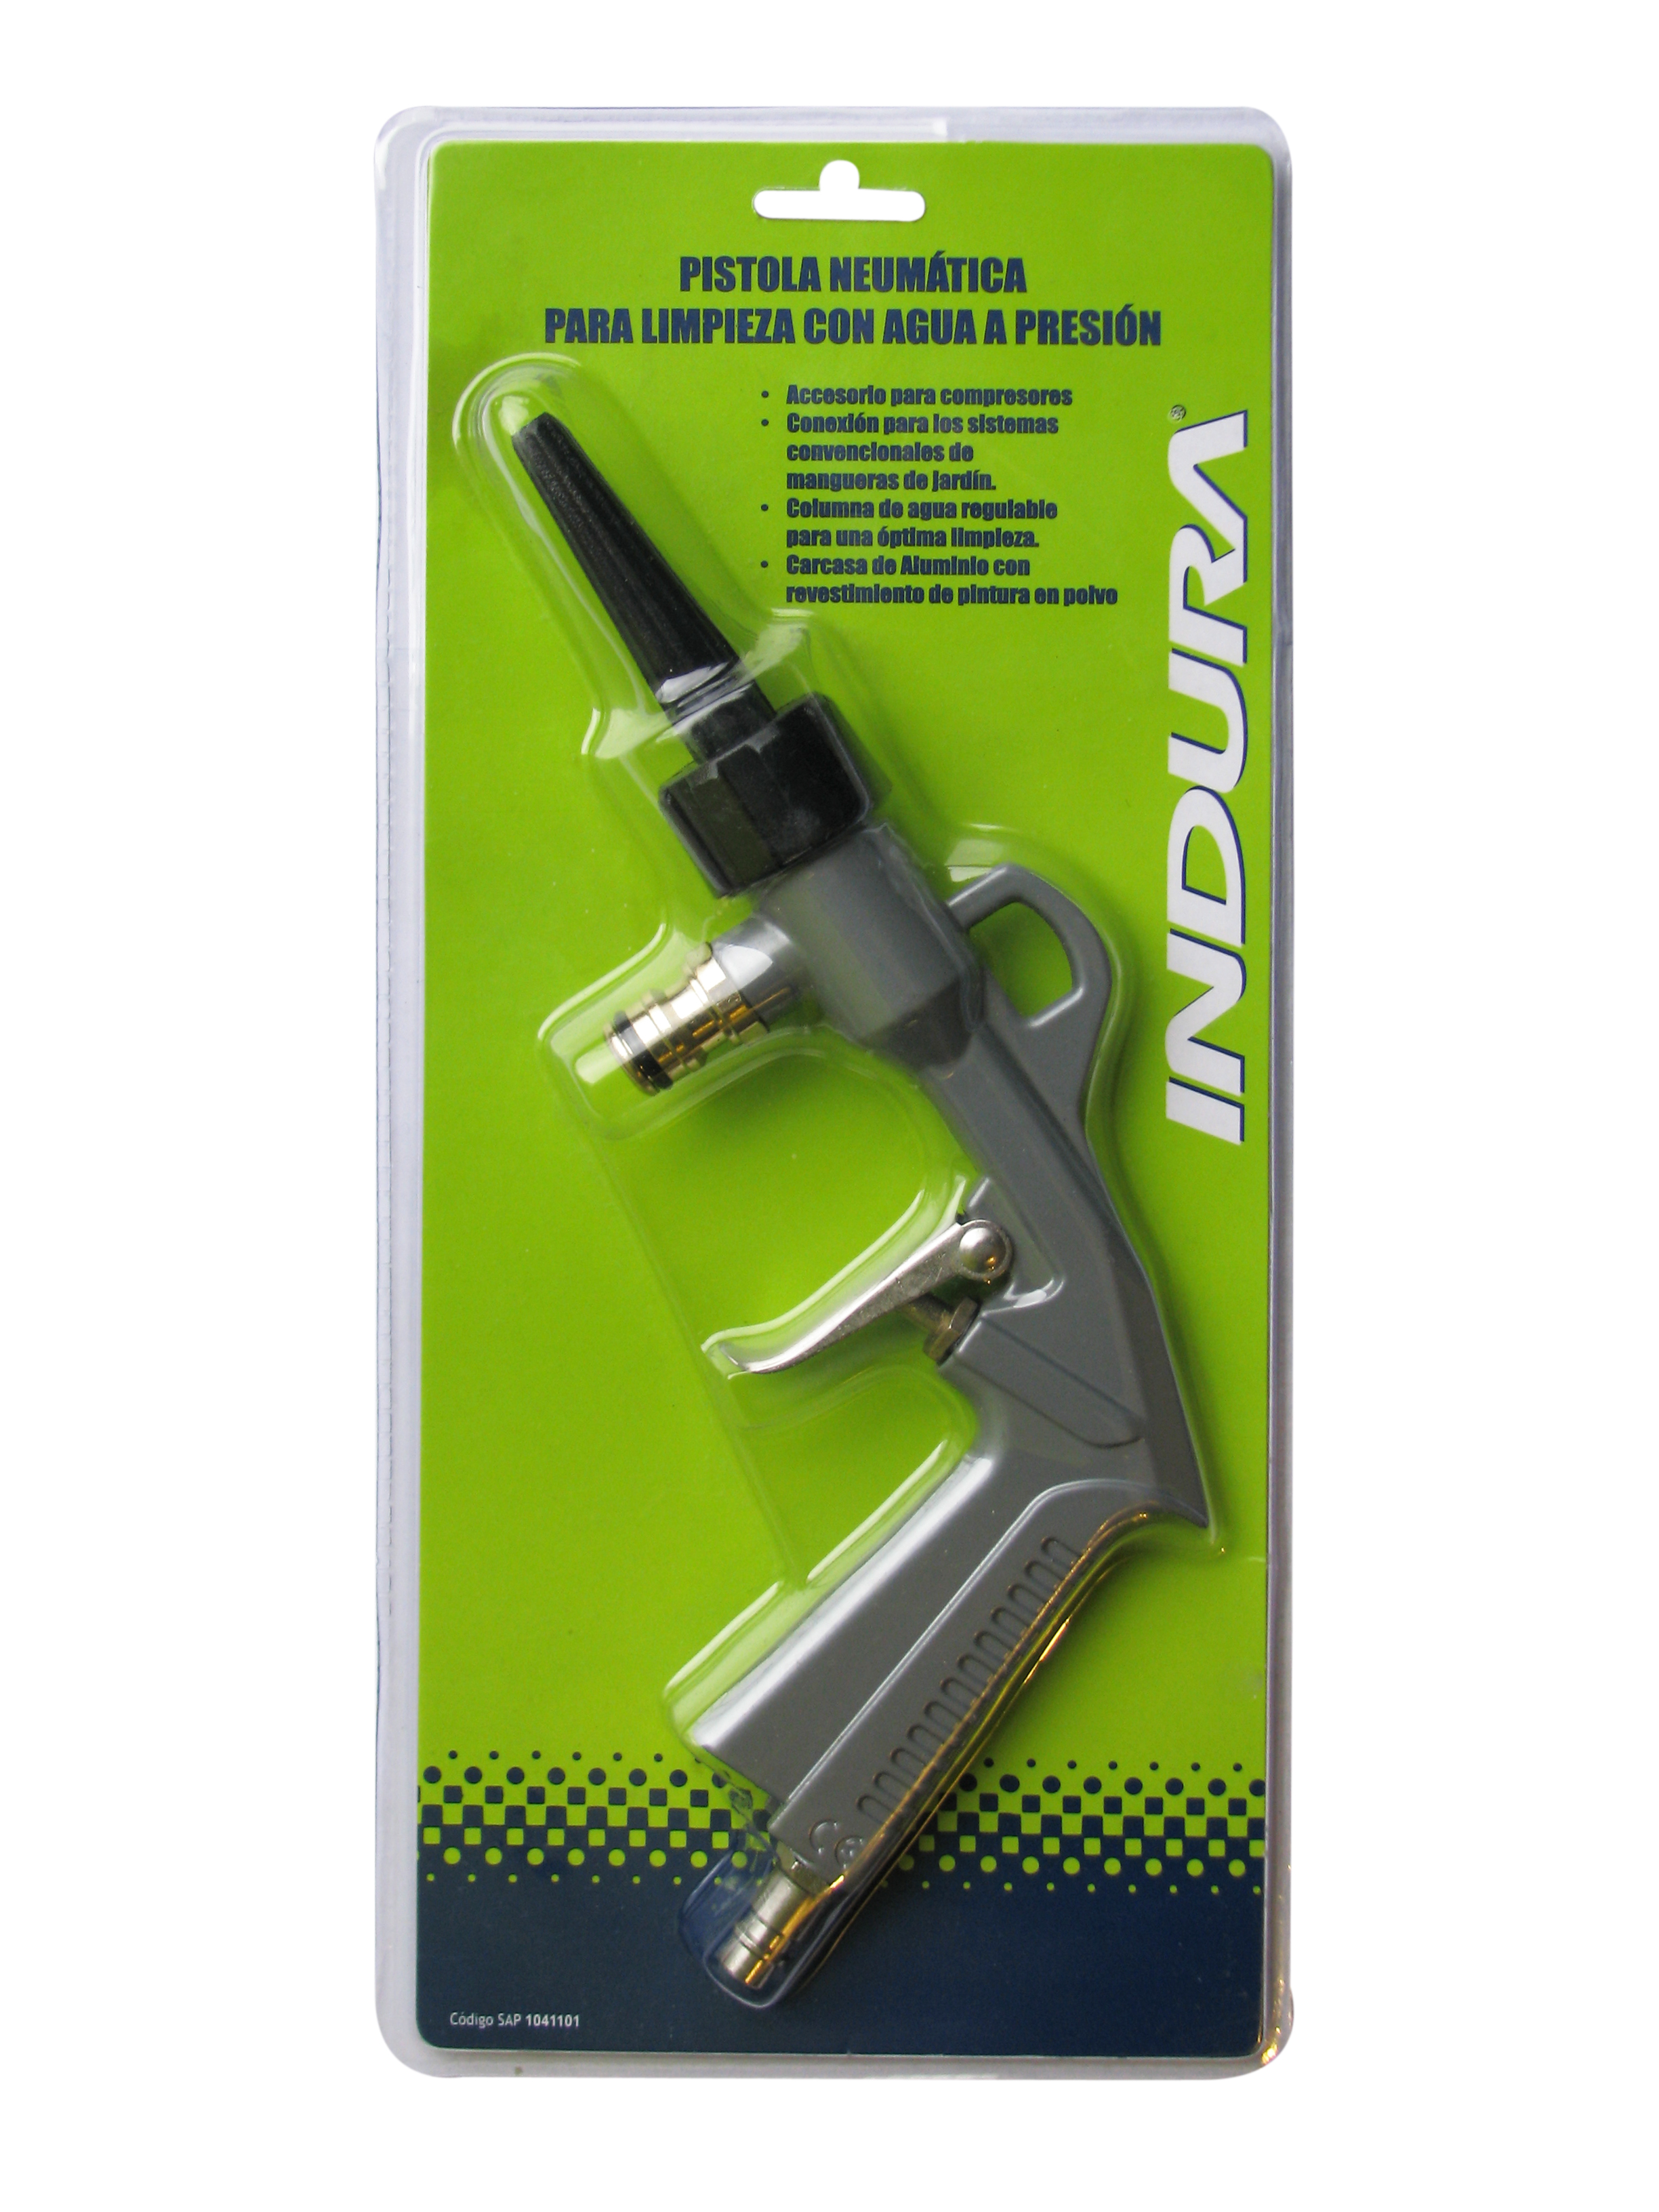 PISTOLA NEUMÁTICA
PARA LIMPIEZA CON AGUA A PRESIÓN
• Accesorio para compresores
• Conexión para los sistemas
convencionales de
mangueras de jardín.
• Columna de agua regulable
para una óptima limpieza.
• Carcasa de Aluminio con
revestimiento de pintura en polvo
INDURA®
CE
Código SAP 1041101